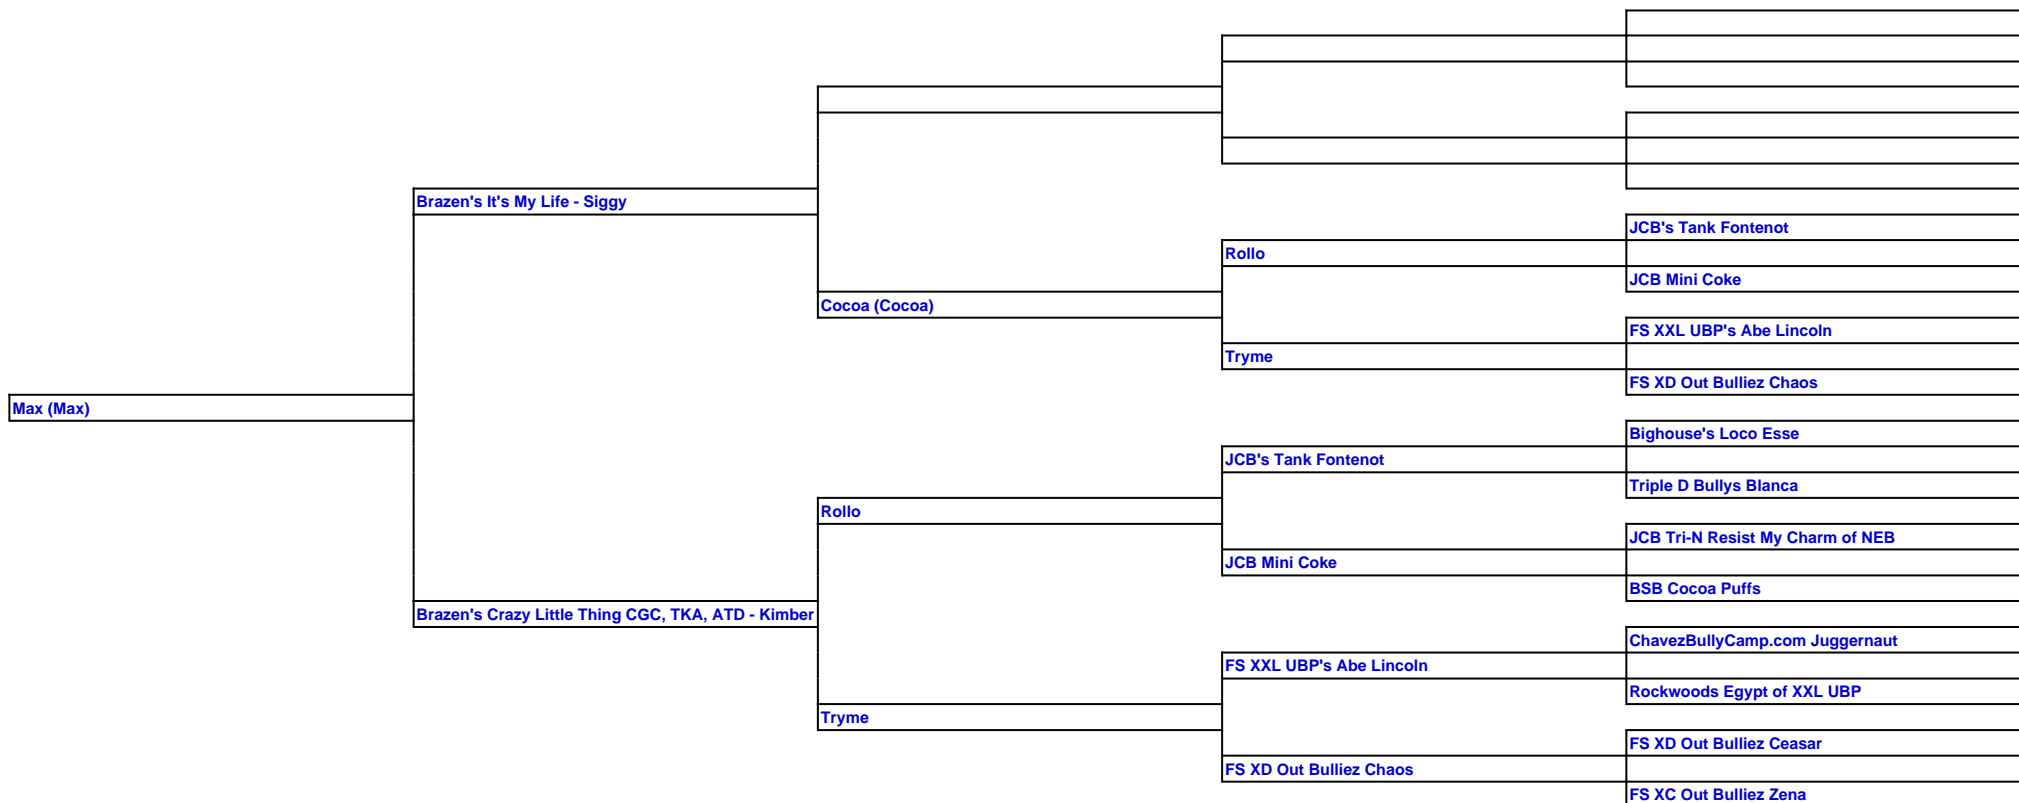 Brazen's It's My Life - Siggy
JCB's Tank Fontenot
Rollo
JCB Mini Coke
Cocoa (Cocoa)
FS XXL UBP's Abe Lincoln
Tryme
FS XD Out Bulliez Chaos
Max (Max)
Bighouse's Loco Esse
JCB's Tank Fontenot
Triple D Bullys Blanca
Rollo
JCB Tri-N Resist My Charm of NEB
JCB Mini Coke
BSB Cocoa Puffs
Brazen's Crazy Little Thing CGC, TKA, ATD - Kimber
ChavezBullyCamp.com Juggernaut
FS XXL UBP's Abe Lincoln
Rockwoods Egypt of XXL UBP
Tryme
FS XD Out Bulliez Ceasar
FS XD Out Bulliez Chaos
FS XC Out Bulliez Zena